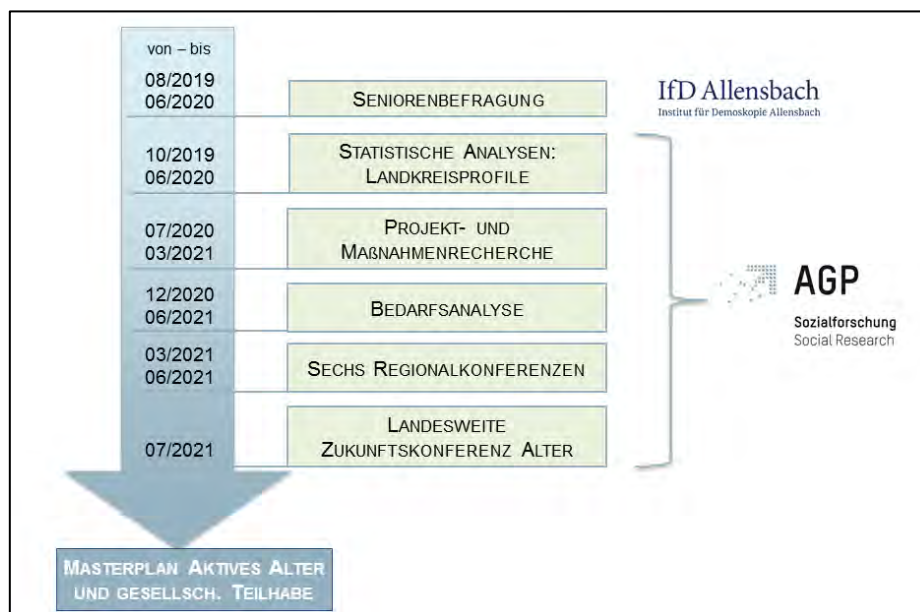 von – bis
08/2019
06/2020
SENIORENBEFRAGUNG
IfD Allensbach
Institut für Demoskopie Allensbach
10/2019
06/2020
STATISTISCHE ANALYSEN:
LANDKREISPROFILE
07/2020
03/2021
PROJEKT- UND
MAßNAHMENRECHERCHE
12/2020
06/2021
BEDARFSANALYSE
03/2021
06/2021
SECHS REGIONALKONFERENZEN
07/2021
LANDESWEITE
ZUKUNFTSKONFERENZ ALTER
AGP
Sozialforschung
Social Research
MASTERPLAN AKTIVES ALTER
UND GESELLSCH. TEILHABE